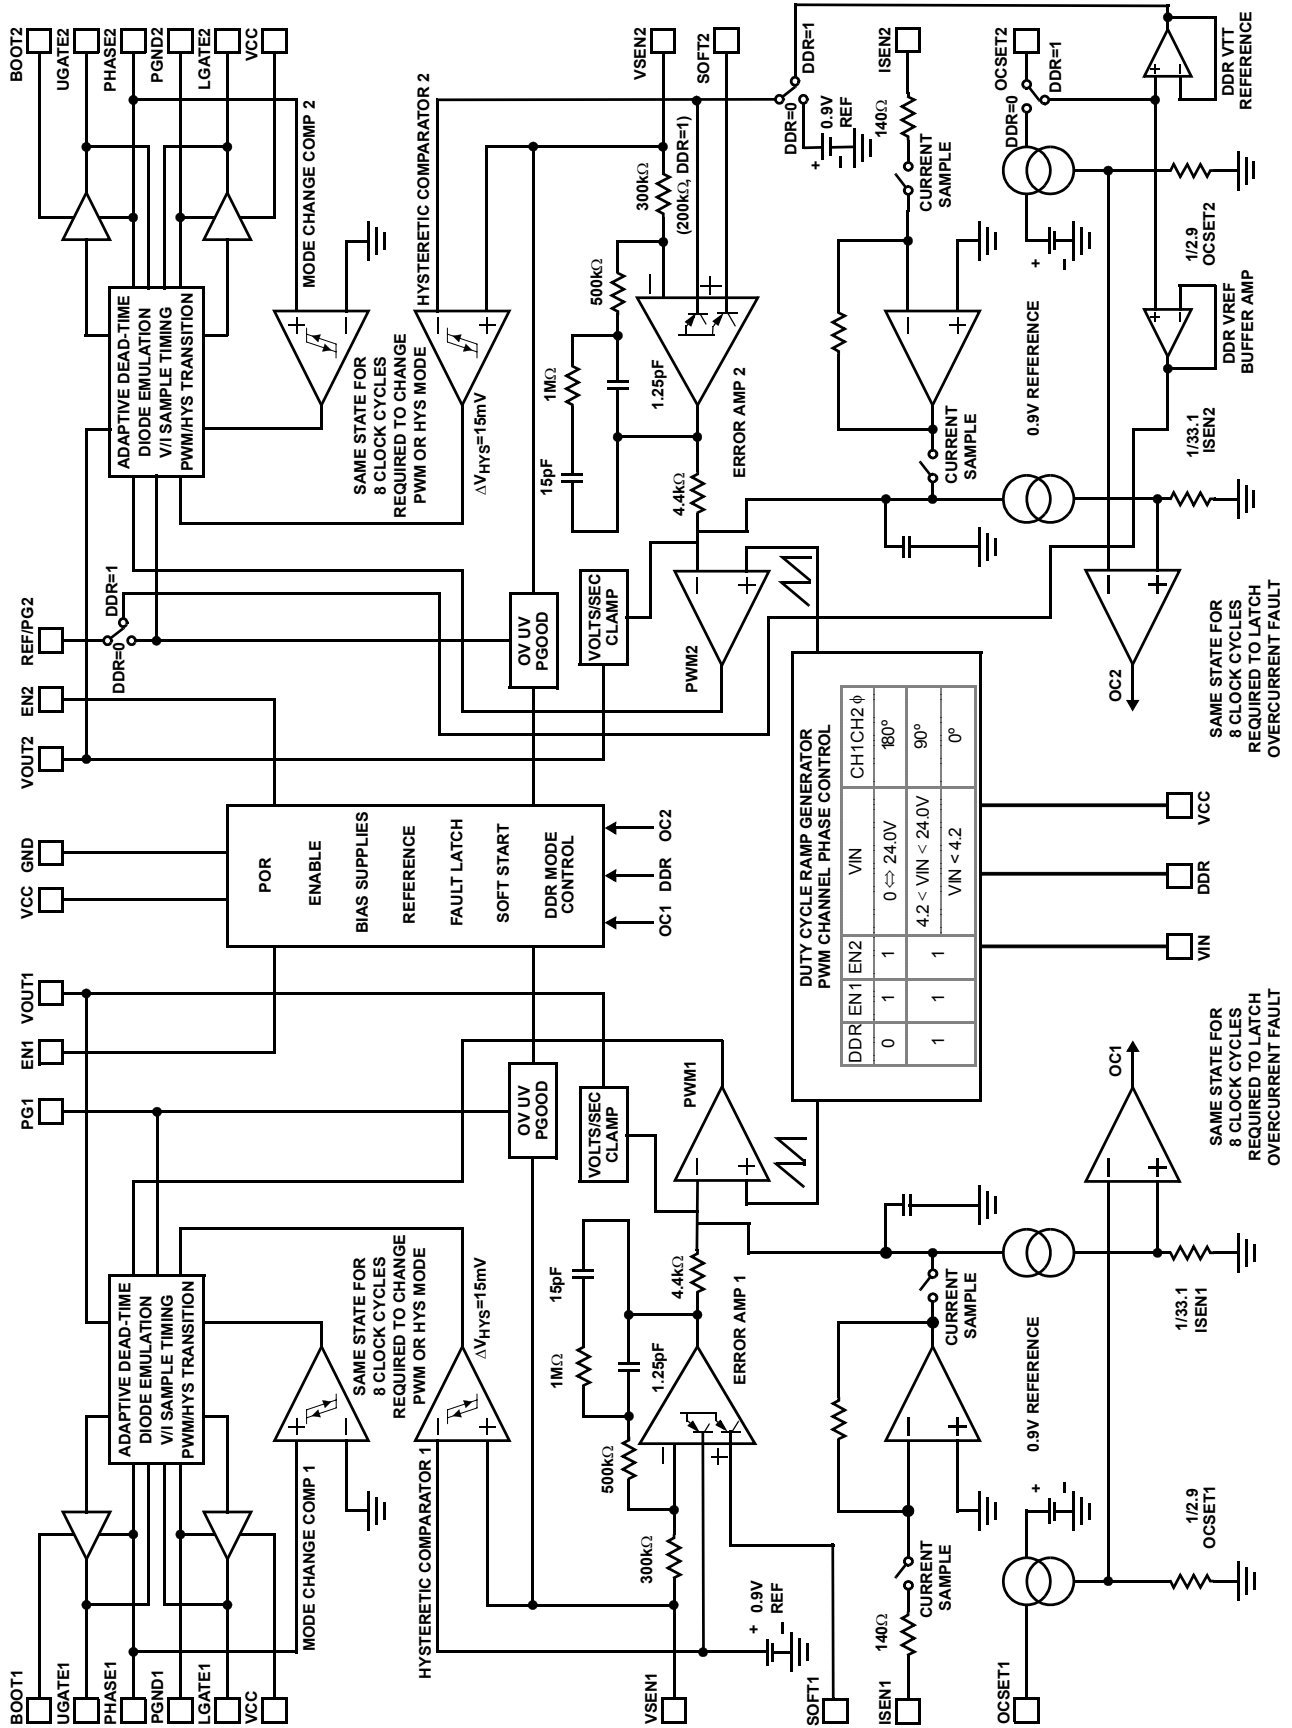 BOOT1
UGATE1
PHASE1
PGND1
LGATE1
VCC
ADAPTIVE DEAD-TIME
DIODE EMULATION
V/I SAMPLE TIMING
PWM/HYS TRANSITION
MODE CHANGE COMP 1
SAME STATE FOR
8 CLOCK CYCLES
REQUIRED TO CHANGE
PWM OR HYS MODE
HYSTERETIC COMPARATOR 1
ΔVHYS=15mV
PG1
EN1
VOUT1
VCC
GND
VOUT2
EN2
REF/PG2
DDR=0
DDR=1
POR
ENABLE
BIAS SUPPLIES
REFERENCE
FAULT LATCH
SOFT START
DDR MODE
CONTROL
OC1
DDR
OC2
BOOT2
UGATE2
PHASE2
PGND2
LGATE2
VCC
ADAPTIVE DEAD-TIME
DIODE EMULATION
V/I SAMPLE TIMING
PWM/HYS TRANSITION
MODE CHANGE COMP 2
SAME STATE FOR
8 CLOCK CYCLES
REQUIRED TO CHANGE
PWM OR HYS MODE
HYSTERETIC COMPARATOR 2
ΔVHYS=15mV
OV UV
PGOOD
VOLTS/SEC
CLAMP
PWM1
15pF
1MΩ
500kΩ
1.25pF
4.4kΩ
ERROR AMP 1
300kΩ
0.9V
REF
VSEN1
SOFT1
OV UV
PGOOD
VOLTS/SEC
CLAMP
PWM2
15pF
1MΩ
500kΩ
1.25pF
4.4kΩ
ERROR AMP 2
300kΩ
(200kΩ, DDR=1)
VSEN2
SOFT2
DDR=0
DDR=1
0.9V
REF
DUTY CYCLE RAMP GENERATOR
PWM CHANNEL PHASE CONTROL
DDR EN1 EN2 VIN CH1CH2 ϕ
0 1 1 0 ⇔ 24.0V 180º
1 1 1 4.2 < VIN < 24.0V 90º
VIN < 4.2 0º
VIN
DDR
VCC
ISEN1
140Ω
CURRENT
SAMPLE
CURRENT
SAMPLE
0.9V REFERENCE
1/33.1
ISEN1
OCSET1
1/2.9
OCSET1
OC1
SAME STATE FOR
8 CLOCK CYCLES
REQUIRED TO LATCH
OVERCURRENT FAULT
ISEN2
140Ω
CURRENT
SAMPLE
CURRENT
SAMPLE
0.9V REFERENCE
1/33.1
ISEN2
OCSET2
DDR=0
DDR=1
1/2.9
OCSET2
DDR VREF
BUFFER AMP
DDR VTT
REFERENCE
OC2
SAME STATE FOR
8 CLOCK CYCLES
REQUIRED TO LATCH
OVERCURRENT FAULT